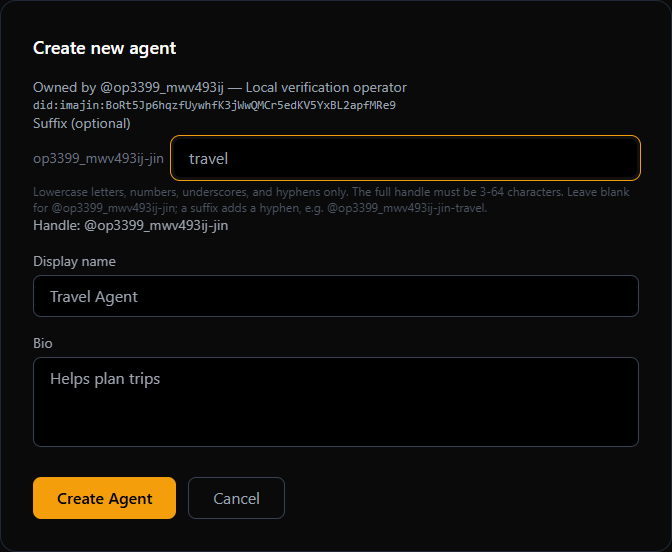 Create new agent
Owned by @op3399_mwv493ij — Local verification operator
did:imajin:BoRt5Jp6hqzfUywhfK3jWwQMCr5edKV5YxBL2apfMRe9
Suffix (optional)
op3399_mwv493ij-jin travel
Lowercase letters, numbers, underscores, and hyphens only. The full handle must be 3-64 characters. Leave blank
for @op3399_mwv493ij-jin; a suffix adds a hyphen, e.g. @op3399_mwv493ij-jin-travel.
Handle: @op3399_mwv493ij-jin
Display name
Travel Agent
Bio
Helps plan trips
Create Agent Cancel